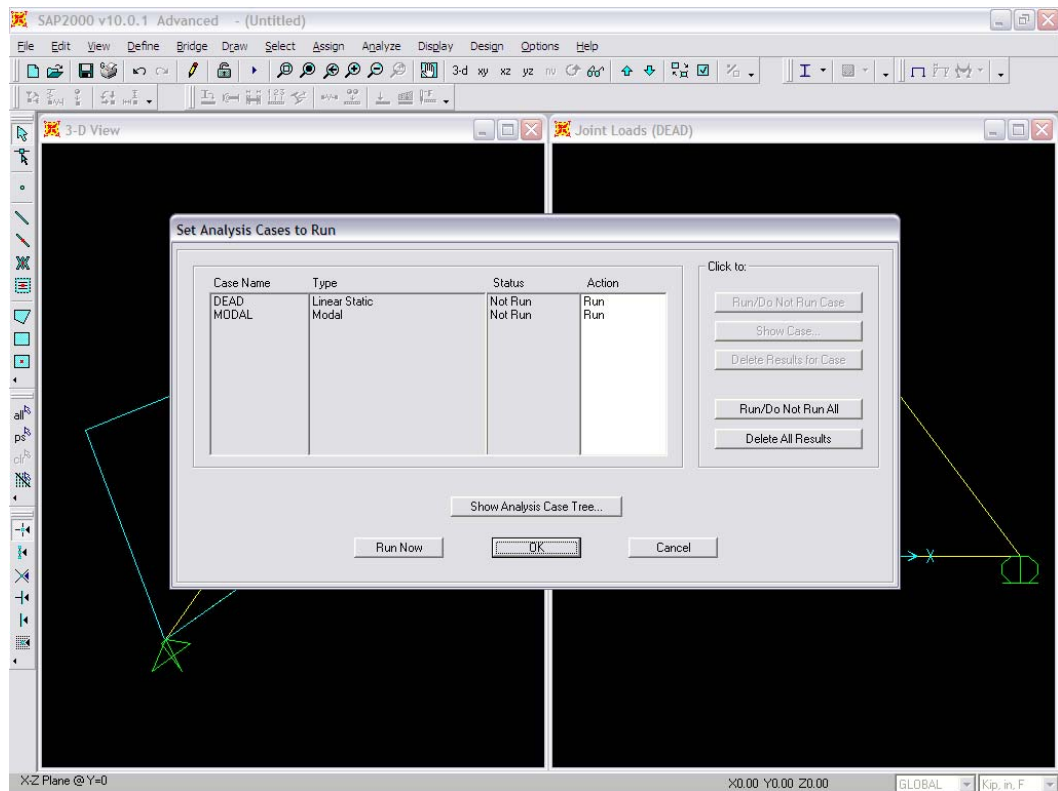 SAP2000 v10.0.1 Advanced - (Untitled)
File Edit View Define Bridge Draw Select Assign Analyze Display Design Options Help
3-d xy xz yz nv
3-D View
Joint Loads (DEAD)
Set Analysis Cases to Run
Case Name Type Status Action
DEAD Linear Static Not Run Run
MODAL Modal Not Run Run
Click to:
Run/Do Not Run Case
Show Case...
Delete Results for Case
Run/Do Not Run All
Delete All Results
Show Analysis Case Tree...
Run Now OK Cancel
all
ps
clr
X
X-Z Plane @ Y=0
X0.00 Y0.00 Z0.00
GLOBAL
Kip, in, F